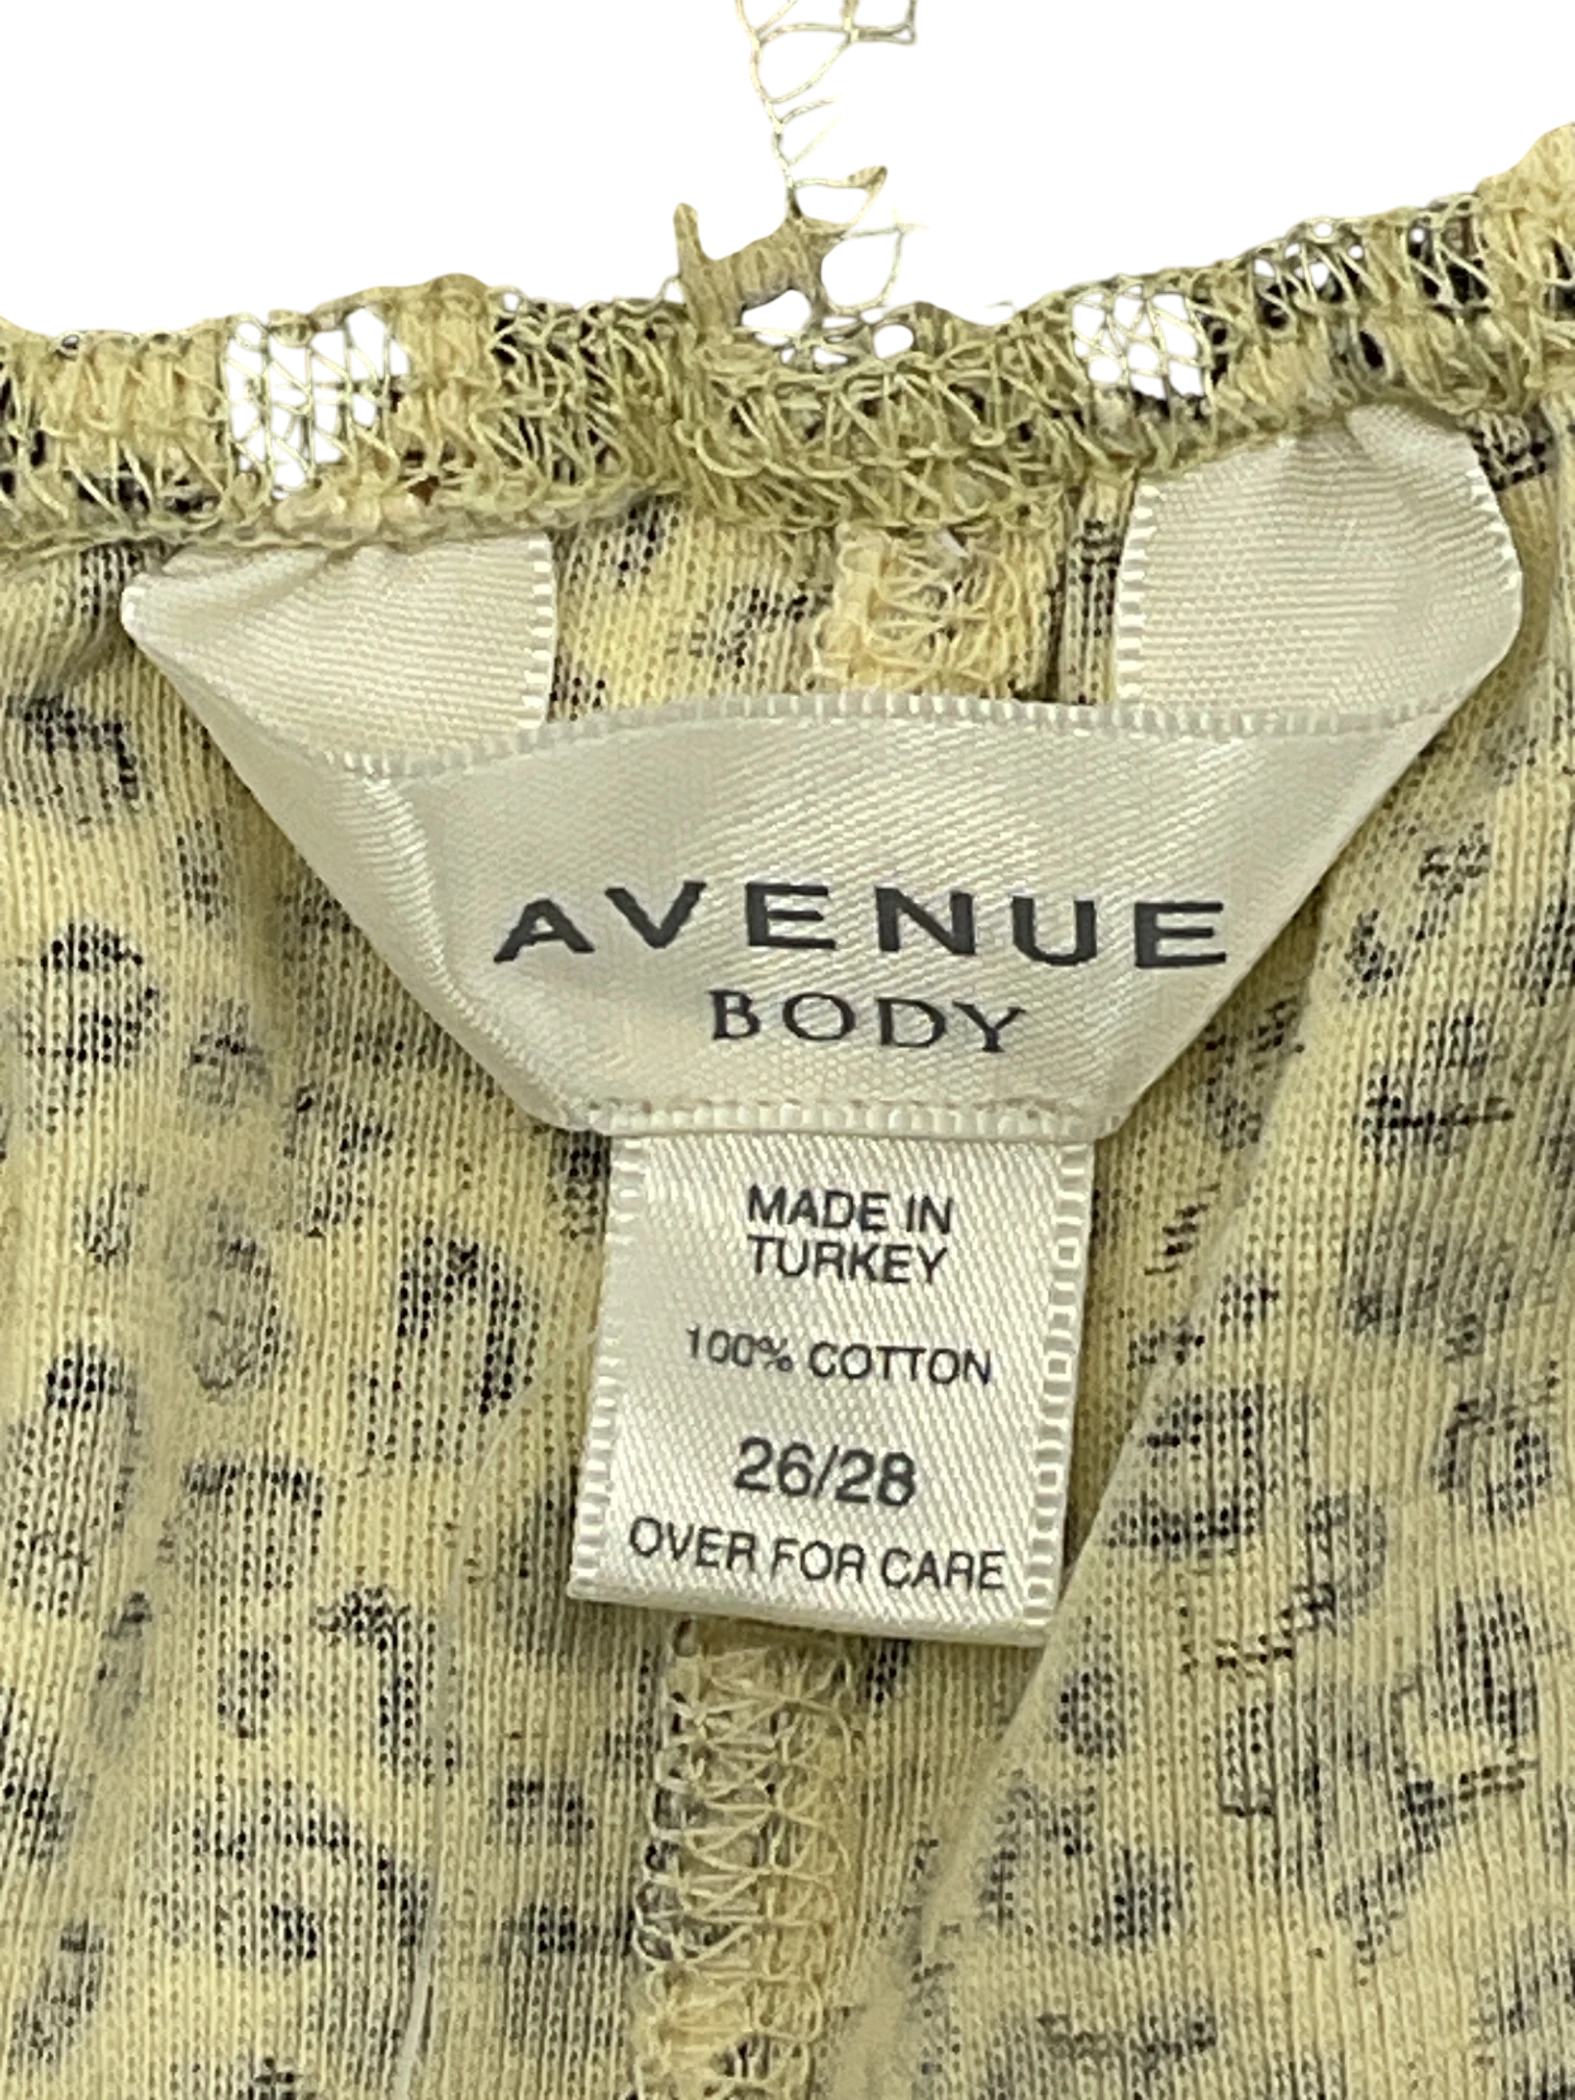 AVENUE
BODY
MADE IN
TURKEY
100% COTTON
26/28
OVER FOR CARE